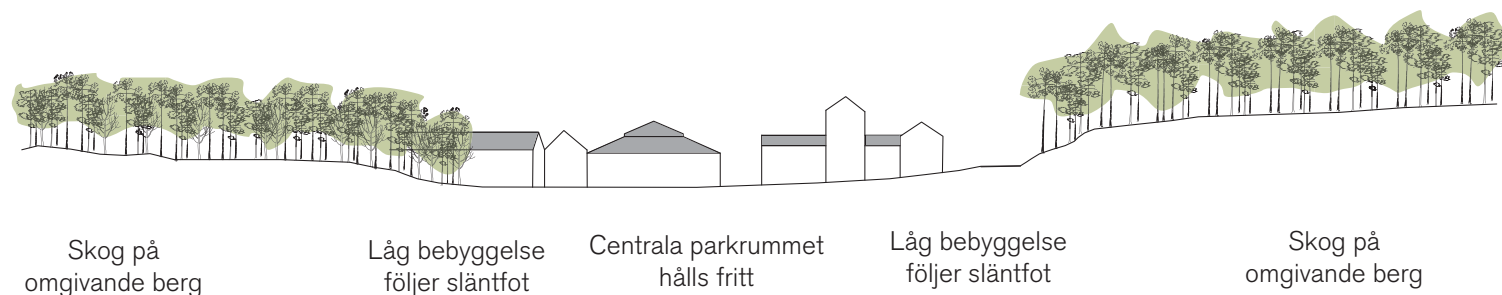 Skog på
omgivande berg
Låg bebyggelse
följer släntfot
Centrala parkrummet
hålls fritt
Låg bebyggelse
följer släntfot
Skog på
omgivande berg